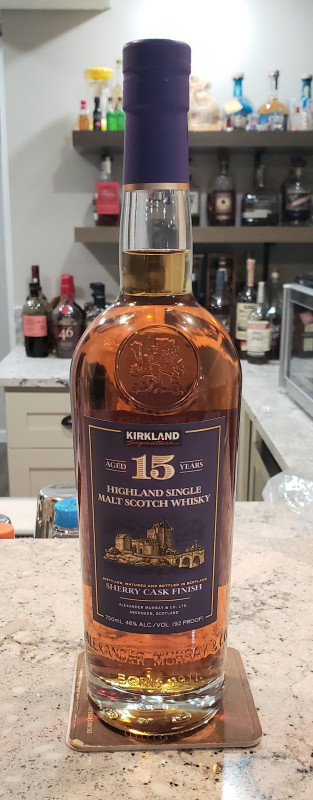 KIRKLAND
Signature
AGED 15 YEARS
HIGHLAND SINGLE
MALT SCOTCH WHISKY
DISTILLED, MATURED AND BOTTLED IN SCOTLAND
SHERRY CASK FINISH
ALEXANDER MURRAY & CO. LTD.
ABERDEEN, SCOTLAND
750ml 46% ALC./VOL. (92 PROOF)
ALEXANDER MURRAY & CO
46